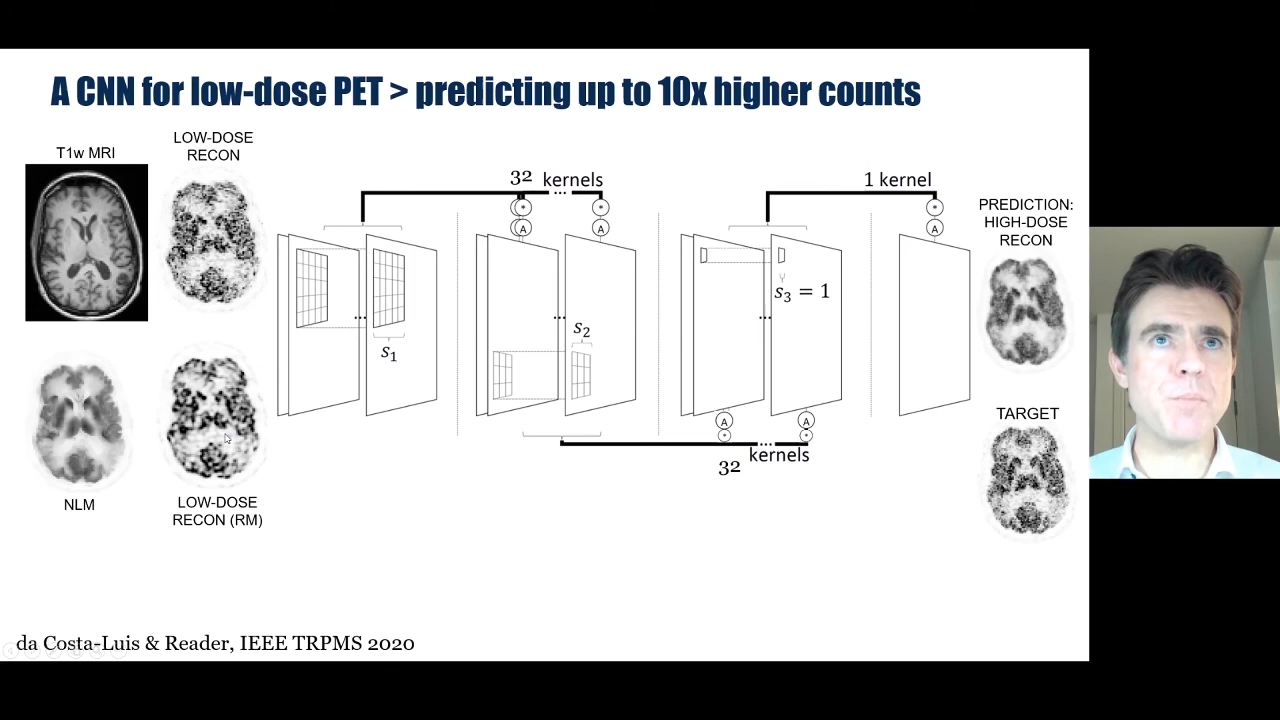 A CNN for low-dose PET > predicting up to 10x higher counts
T1w MRI
LOW-DOSE
RECON
NLM
LOW-DOSE
RECON (RM)
32 kernels
...
* *
A A
...
s1
...
s2
32 kernels
...
A A
* *
...
s3 = 1
1 kernel
*
A
PREDICTION:
HIGH-DOSE
RECON
TARGET
da Costa-Luis & Reader, IEEE TRPMS 2020